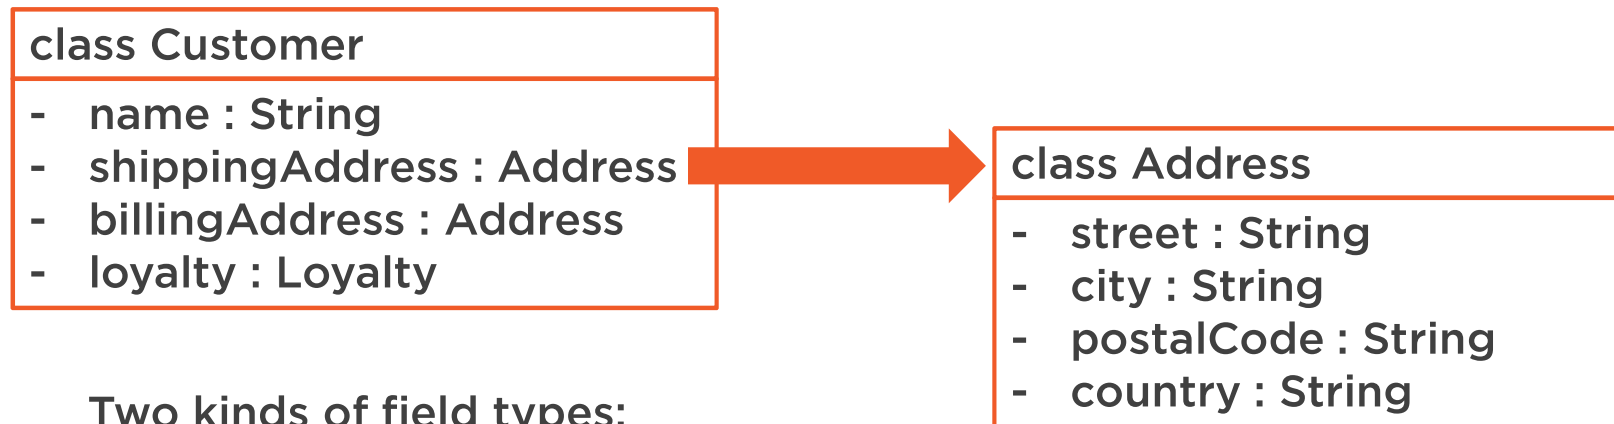 class Customer
- name : String
- shippingAddress : Address
- billingAddress : Address
- loyalty : Loyalty
class Address
- street : String
- city : String
- postalCode : String
- country : String
Two kinds of field types: